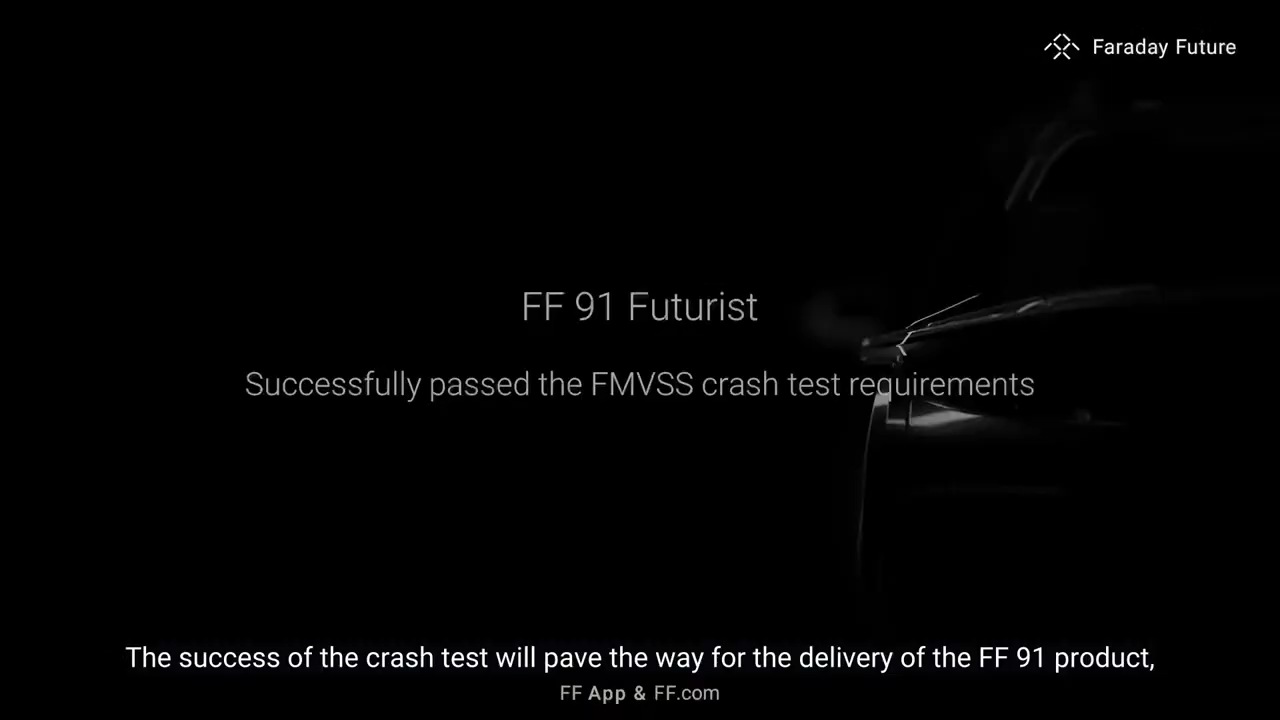 Faraday Future
FF 91 Futurist
Successfully passed the FMVSS crash test requirements
The success of the crash test will pave the way for the delivery of the FF 91 product,
FF App & FF.com